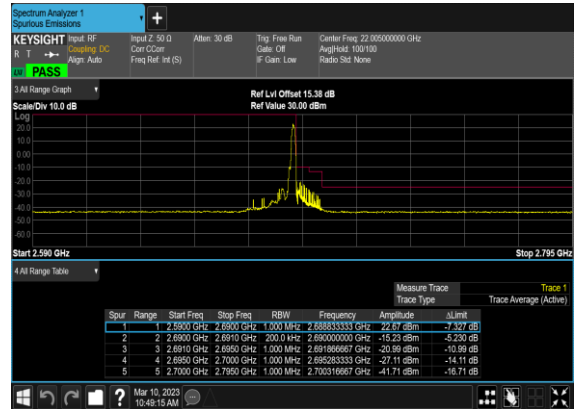 Spectrum Analyzer 1
Spurious Emissions
KEYSIGHT Input: RF Input Z: 50 Ω Atten: 30 dB Trig: Free Run Center Freq: 22.005000000 GHz
R T Coupling: DC Corr CCorr Gate: Off Avg|Hold: 100/100
Align: Auto Freq Ref: Int (S) IF Gain: Low Radio Std: None
PASS
3 All Range Graph
Ref Lvl Offset 15.38 dB
Scale/Div 10.0 dB Ref Value 30.00 dBm
Log
20.0
10.0
0.00
-10.0
-20.0
-30.0
-40.0
-50.0
-60.0
Start 2.590 GHz Stop 2.795 GHz
4 All Range Table
Measure Trace Trace 1
Trace Type Trace Average (Active)
Spur Range Start Freq Stop Freq RBW Frequency Amplitude ΔLimit
1 1 2.5900 GHz 2.6900 GHz 1.000 MHz 2.688833333 GHz 22.67 dBm -7.327 dB
2 2 2.6900 GHz 2.6910 GHz 200.0 kHz 2.690000000 GHz -15.23 dBm -5.230 dB
3 3 2.6910 GHz 2.6950 GHz 1.000 MHz 2.691866667 GHz -20.99 dBm -10.99 dB
4 4 2.6950 GHz 2.7000 GHz 1.000 MHz 2.695283333 GHz -27.11 dBm -14.11 dB
5 5 2.7000 GHz 2.7950 GHz 1.000 MHz 2.700316667 GHz -41.71 dBm -16.71 dB
Mar 10, 2023
10:49:15 AM